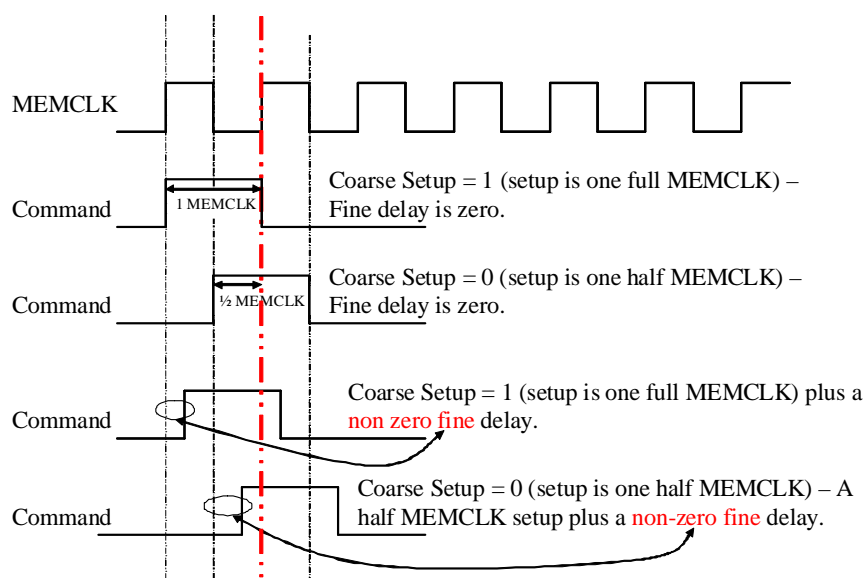 MEMCLK
Coarse Setup = 1 (setup is one full MEMCLK) –
Fine delay is zero.
1 MEMCLK
Command
Coarse Setup = 0 (setup is one half MEMCLK) –
Fine delay is zero.
½ MEMCLK
Command
Coarse Setup = 1 (setup is one full MEMCLK) plus a
non zero fine delay.
Command
Coarse Setup = 0 (setup is one half MEMCLK) – A
half MEMCLK setup plus a non-zero fine delay.
Command